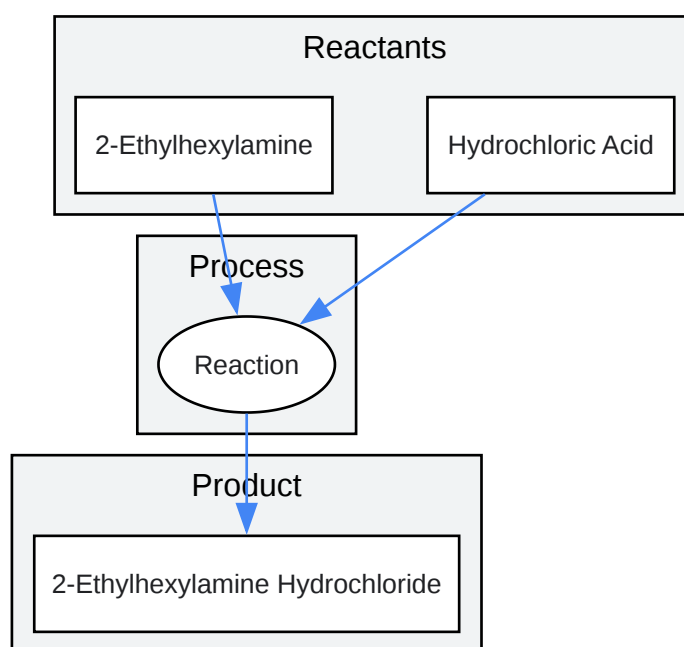 Reactants
2-Ethylhexylamine
Hydrochloric Acid
Process
Reaction
Product
2-Ethylhexylamine Hydrochloride